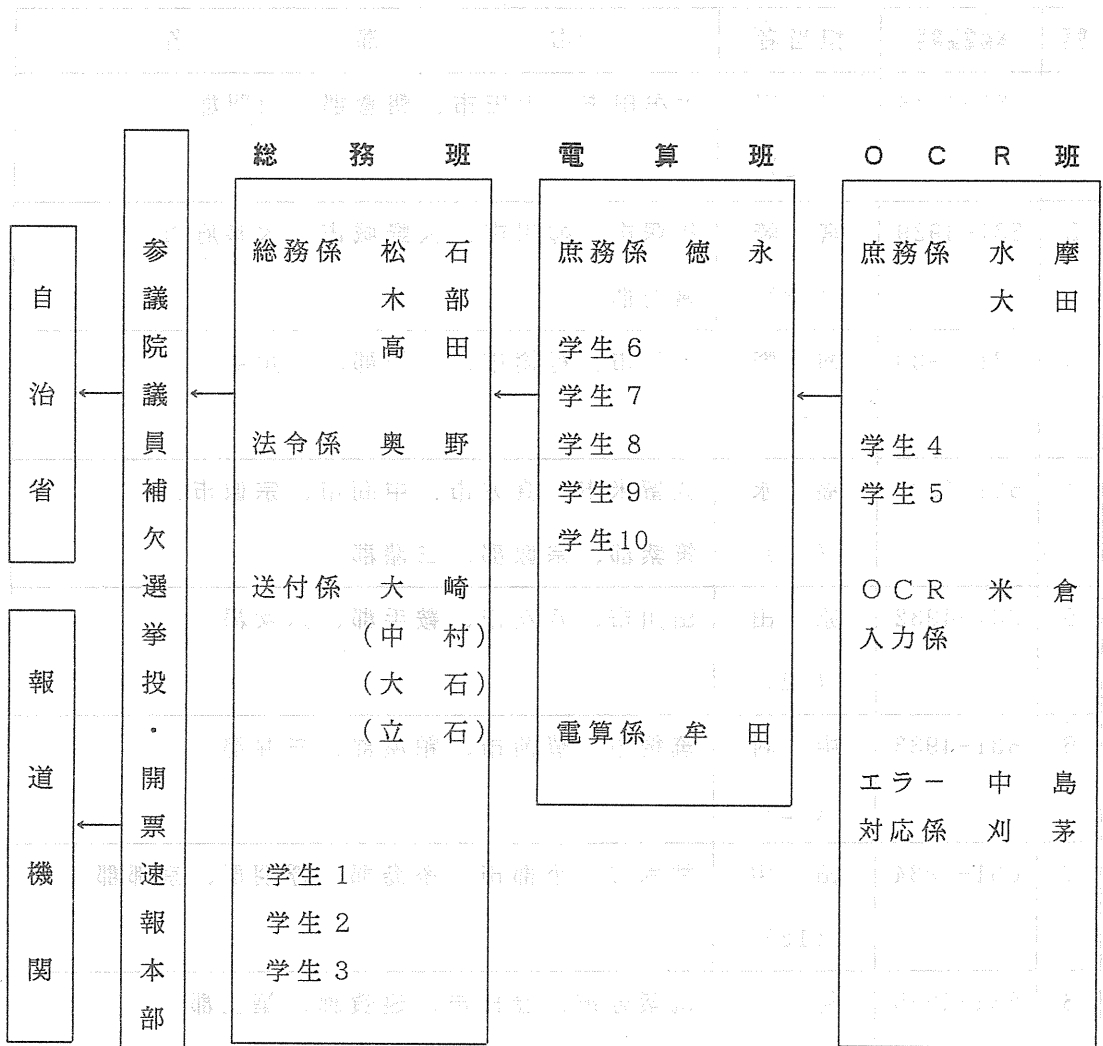 自治省
報道機関
参議院議員補欠選挙投・開票速報本部
総務班
総務係 松石
木部
高田
法令係 奥野
送付係 大崎
(中村)
(大石)
(立石)
学生1
学生2
学生3
電算班
庶務係 徳永
学生6
学生7
学生8
学生9
学生10
電算係 牟田
OCR班
庶務係 水摩
大田
学生4
学生5
OCR 米倉
入力係
エラー 中島
対応係 刈茅